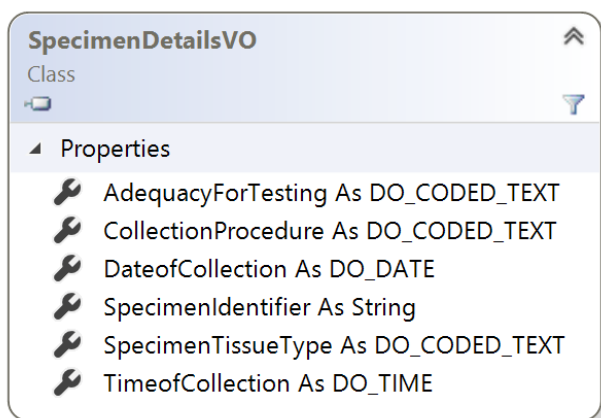 SpecimenDetailsVO
Class
Properties
AdequacyForTesting As DO_CODED_TEXT
CollectionProcedure As DO_CODED_TEXT
DateofCollection As DO_DATE
SpecimenIdentifier As String
SpecimenTissueType As DO_CODED_TEXT
TimeofCollection As DO_TIME